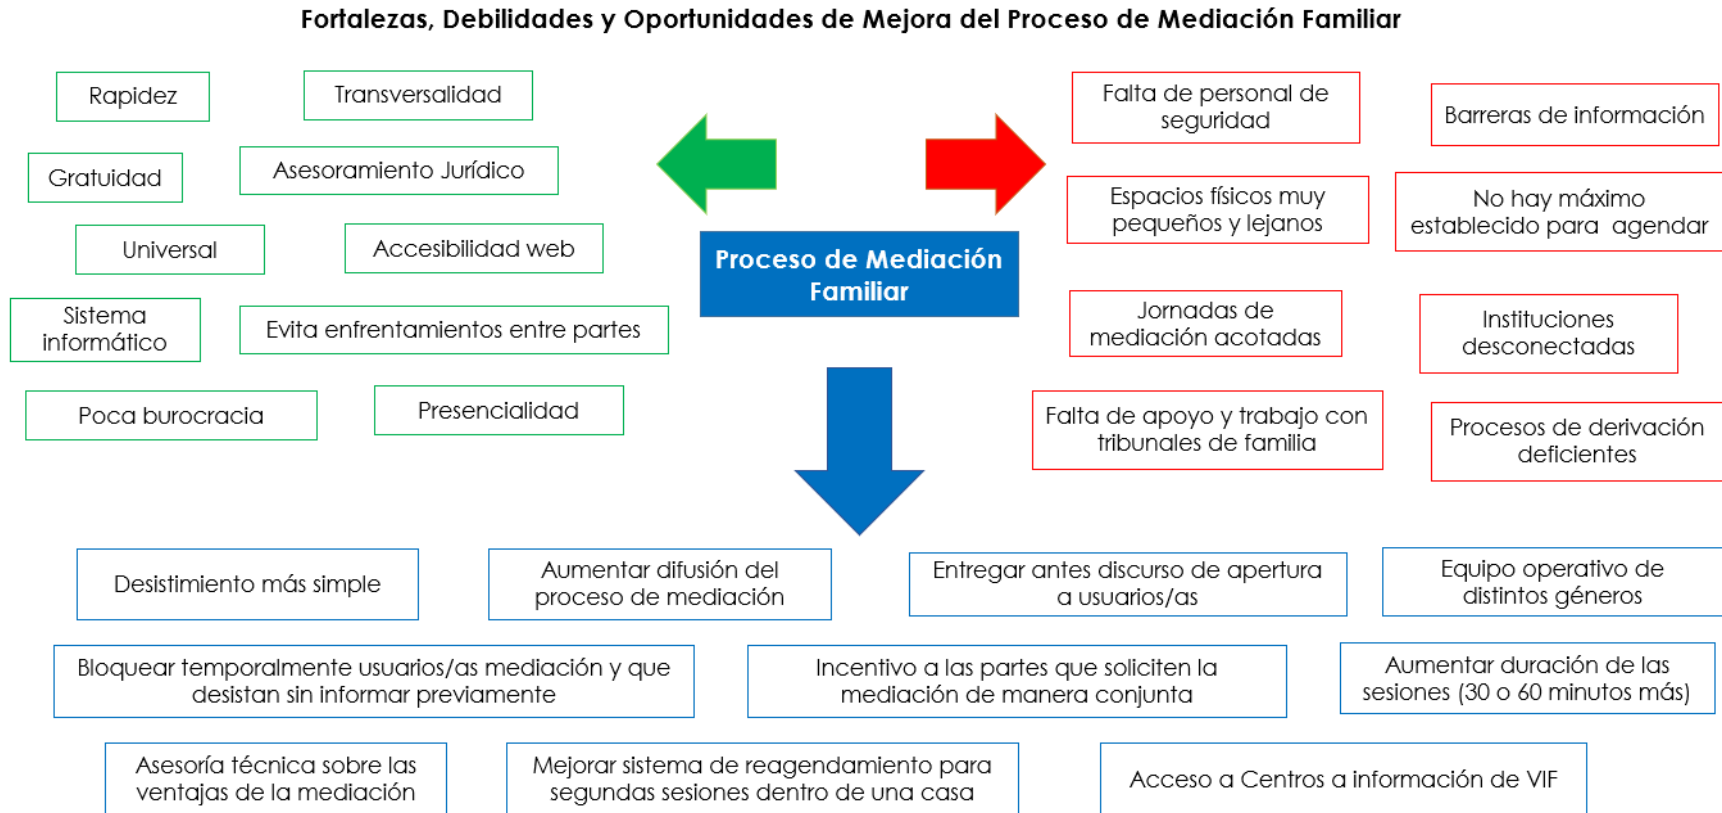 Fortalezas, Debilidades y Oportunidades de Mejora del Proceso de Mediación Familiar
Rapidez
Transversalidad
Gratuidad
Asesoramiento Jurídico
Universal
Accesibilidad web
Sistema
informático
Evita enfrentamientos entre partes
Poca burocracia
Presencialidad
Proceso de Mediación
Familiar
Falta de personal de
seguridad
Barreras de información
Espacios físicos muy
pequeños y lejanos
No hay máximo
establecido para agendar
Jornadas de
mediación acotadas
Instituciones
desconectadas
Falta de apoyo y trabajo con
tribunales de familia
Procesos de derivación
deficientes
Desistimiento más simple
Aumentar difusión del
proceso de mediación
Entregar antes discurso de apertura
a usuarios/as
Equipo operativo de
distintos géneros
Bloquear temporalmente usuarios/as mediación y que
desistan sin informar previamente
Incentivo a las partes que soliciten la
mediación de manera conjunta
Aumentar duración de las
sesiones (30 o 60 minutos más)
Asesoría técnica sobre las
ventajas de la mediación
Mejorar sistema de reagendamiento para
segundas sesiones dentro de una casa
Acceso a Centros a información de VIF